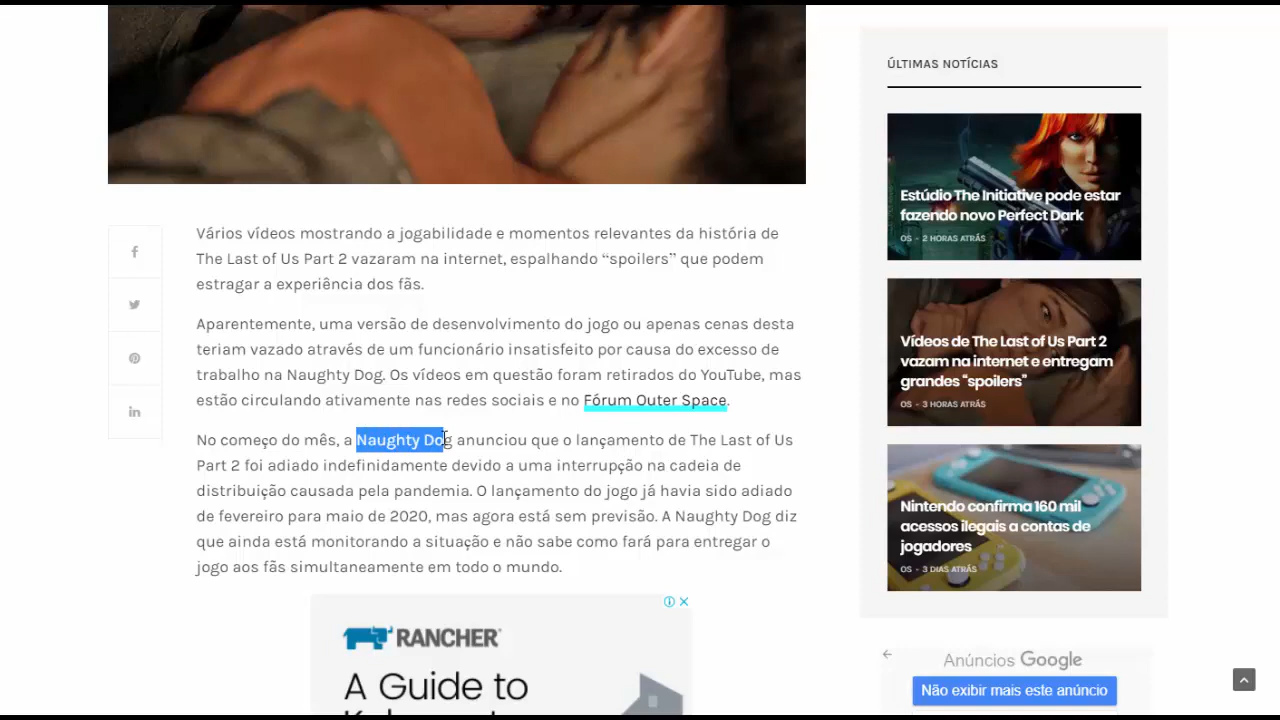 Vários vídeos mostrando a jogabilidade e momentos relevantes da história de
The Last of Us Part 2 vazaram na internet, espalhando “spoilers” que podem
estragar a experiência dos fãs.
Aparentemente, uma versão de desenvolvimento do jogo ou apenas cenas desta
teriam vazado através de um funcionário insatisfeito por causa do excesso de
trabalho na Naughty Dog. Os vídeos em questão foram retirados do YouTube, mas
estão circulando ativamente nas redes sociais e no Fórum Outer Space.
No começo do mês, a Naughty Dog anunciou que o lançamento de The Last of Us
Part 2 foi adiado indefinidamente devido a uma interrupção na cadeia de
distribuição causada pela pandemia. O lançamento do jogo já havia sido adiado
de fevereiro para maio de 2020, mas agora está sem previsão. A Naughty Dog diz
que ainda está monitorando a situação e não sabe como fará para entregar o
jogo aos fãs simultaneamente em todo o mundo.
RANCHER
A Guide to
ÚLTIMAS NOTÍCIAS
Estúdio The Initiative pode estar
fazendo novo Perfect Dark
OS - 2 HORAS ATRÁS
Vídeos de The Last of Us Part 2
vazam na internet e entregam
grandes “spoilers”
OS - 3 HORAS ATRÁS
Nintendo confirma 160 mil
acessos ilegais a contas de
jogadores
OS - 3 DIAS ATRÁS
Anúncios Google
Não exibir mais este anúncio